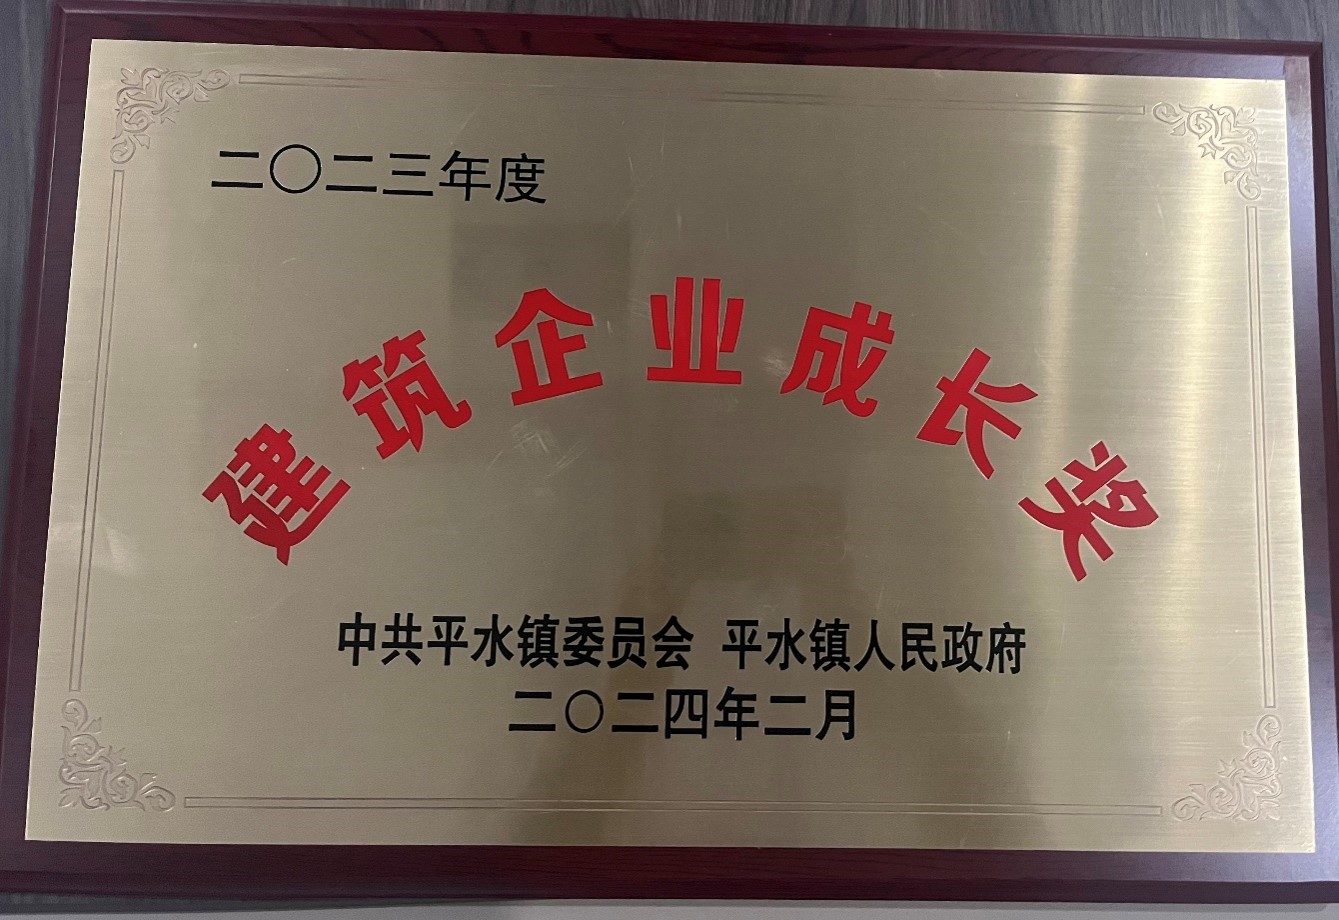 二〇二三年度
建筑企业成长奖
中共平水镇委员会 平水镇人民政府
二〇二四年二月